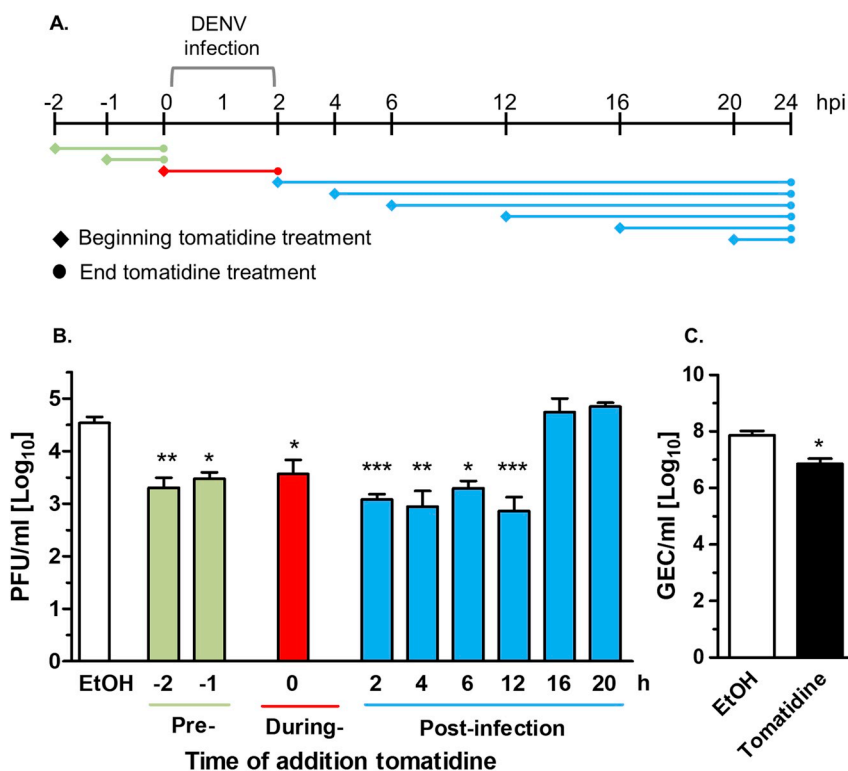 A.
DENV
infection
-2 -1 0 1 2 4 6 12 16 20 24 hpi
Beginning tomatidine treatment
End tomatidine treatment
B.
PFU/ml [Log10]
5
4
3
2
1
0
** * * *** ** * ***
EtOH -2 -1 0 2 4 6 12 16 20 h
Pre- During- Post-infection
Time of addition tomatidine
C.
GEC/ml [Log10]
10
8
6
4
2
0
*
EtOH
Tomatidine